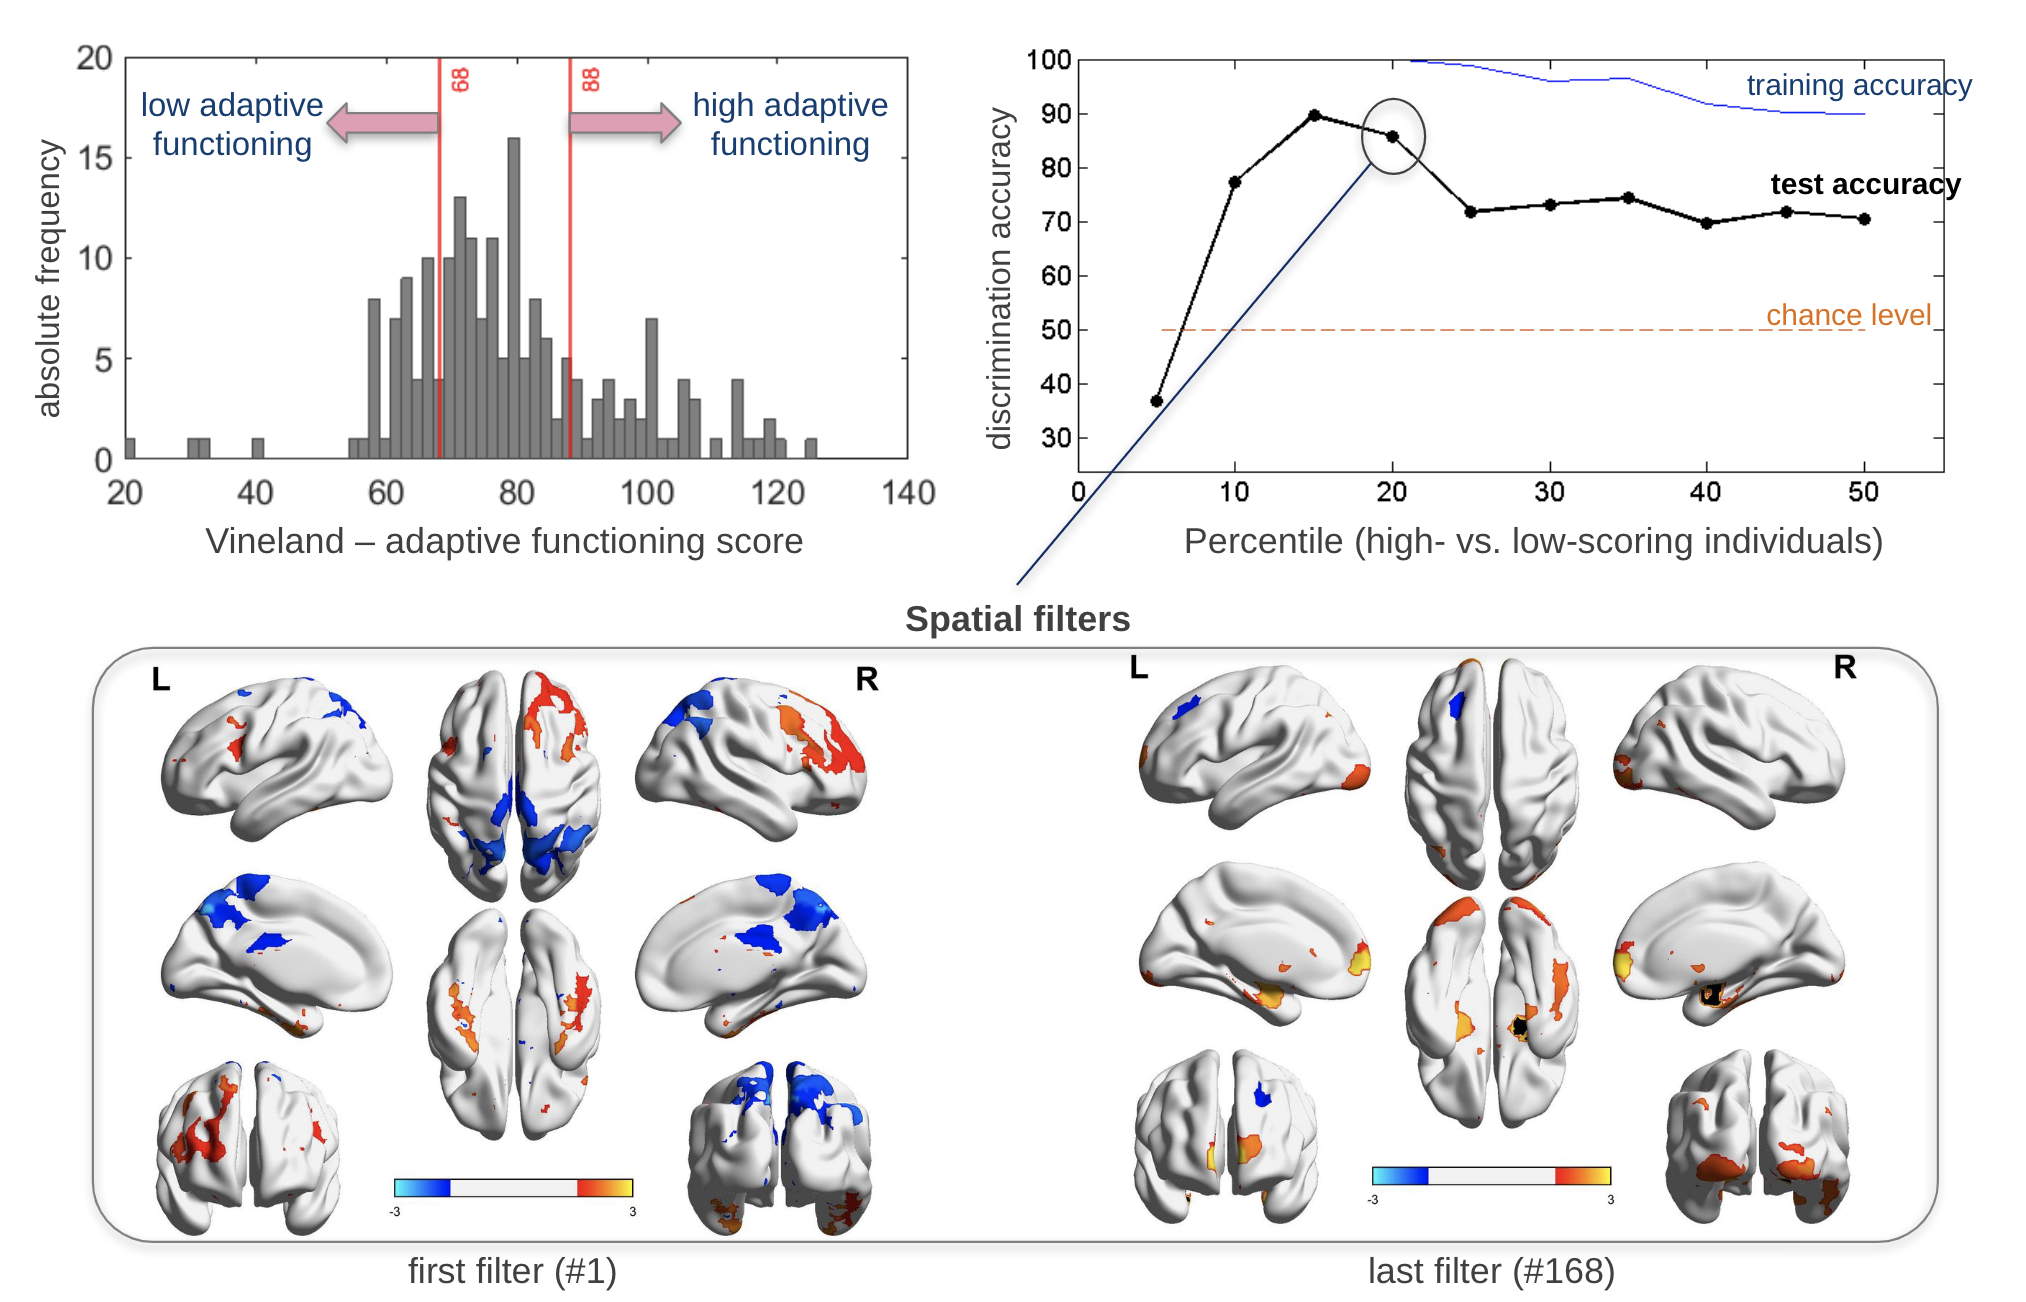 20
15
10
5
0
low adaptive
functioning
68
88
high adaptive
functioning
absolute frequency
20 40 60 80 100 120 140
Vineland – adaptive functioning score
100
90
80
70
60
50
40
30
discrimination accuracy
training accuracy
test accuracy
chance level
0 10 20 30 40 50
Percentile (high- vs. low-scoring individuals)
Spatial filters
L R
-3 3
first filter (#1)
L R
-3 3
last filter (#168)